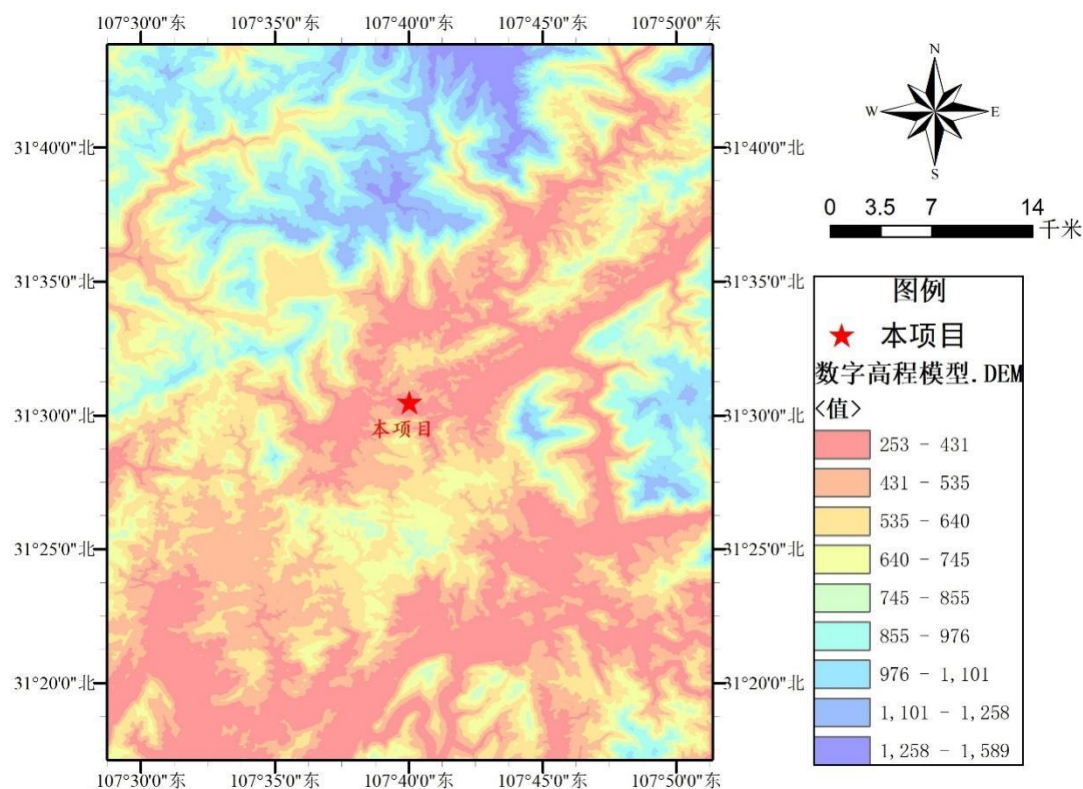 107°30'0"东 107°35'0"东 107°40'0"东 107°45'0"东 107°50'0"东
31°40'0"北 31°40'0"北
31°35'0"北 31°35'0"北
31°30'0"北 31°30'0"北
31°25'0"北 31°25'0"北
31°20'0"北 31°20'0"北
107°30'0"东 107°35'0"东 107°40'0"东 107°45'0"东 107°50'0"东
本项目
N
W E
S
0 3.5 7 14
千米
图例
本项目
数字高程模型.DEM
<值>
253 - 431
431 - 535
535 - 640
640 - 745
745 - 855
855 - 976
976 - 1,101
1,101 - 1,258
1,258 - 1,589